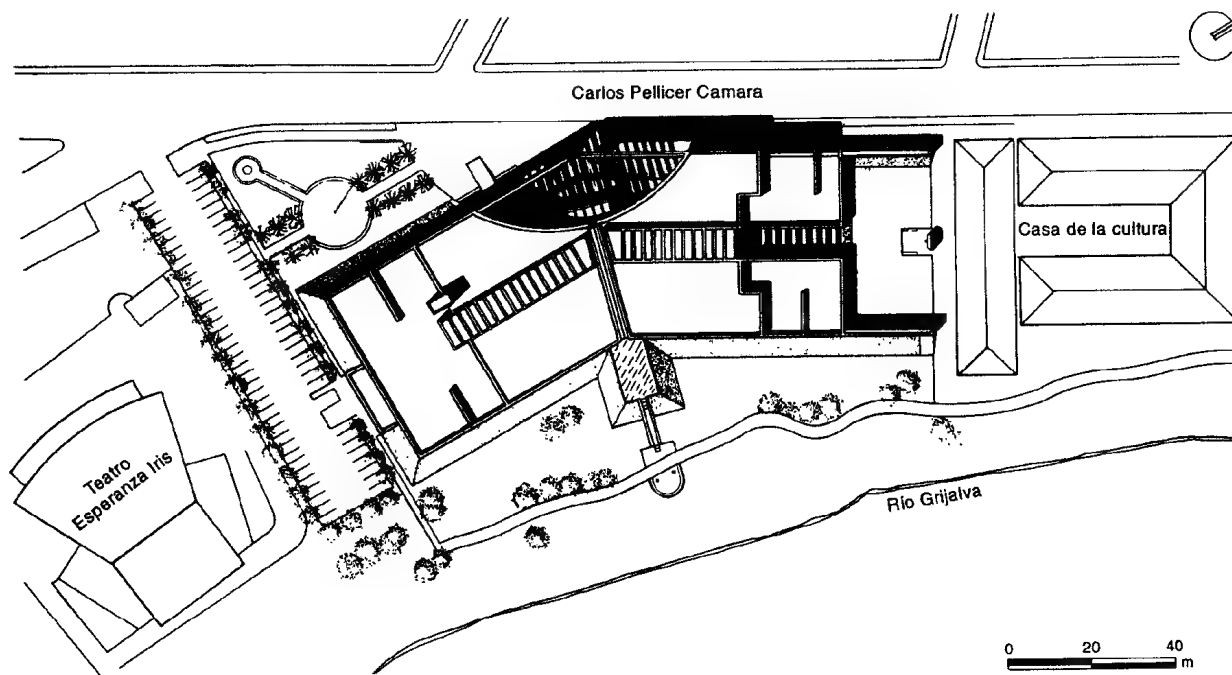 Carlos Pellicer Camara
Casa de la cultura
Teatro
Esperanza Iris
Río Grijalva
0 20 40
m